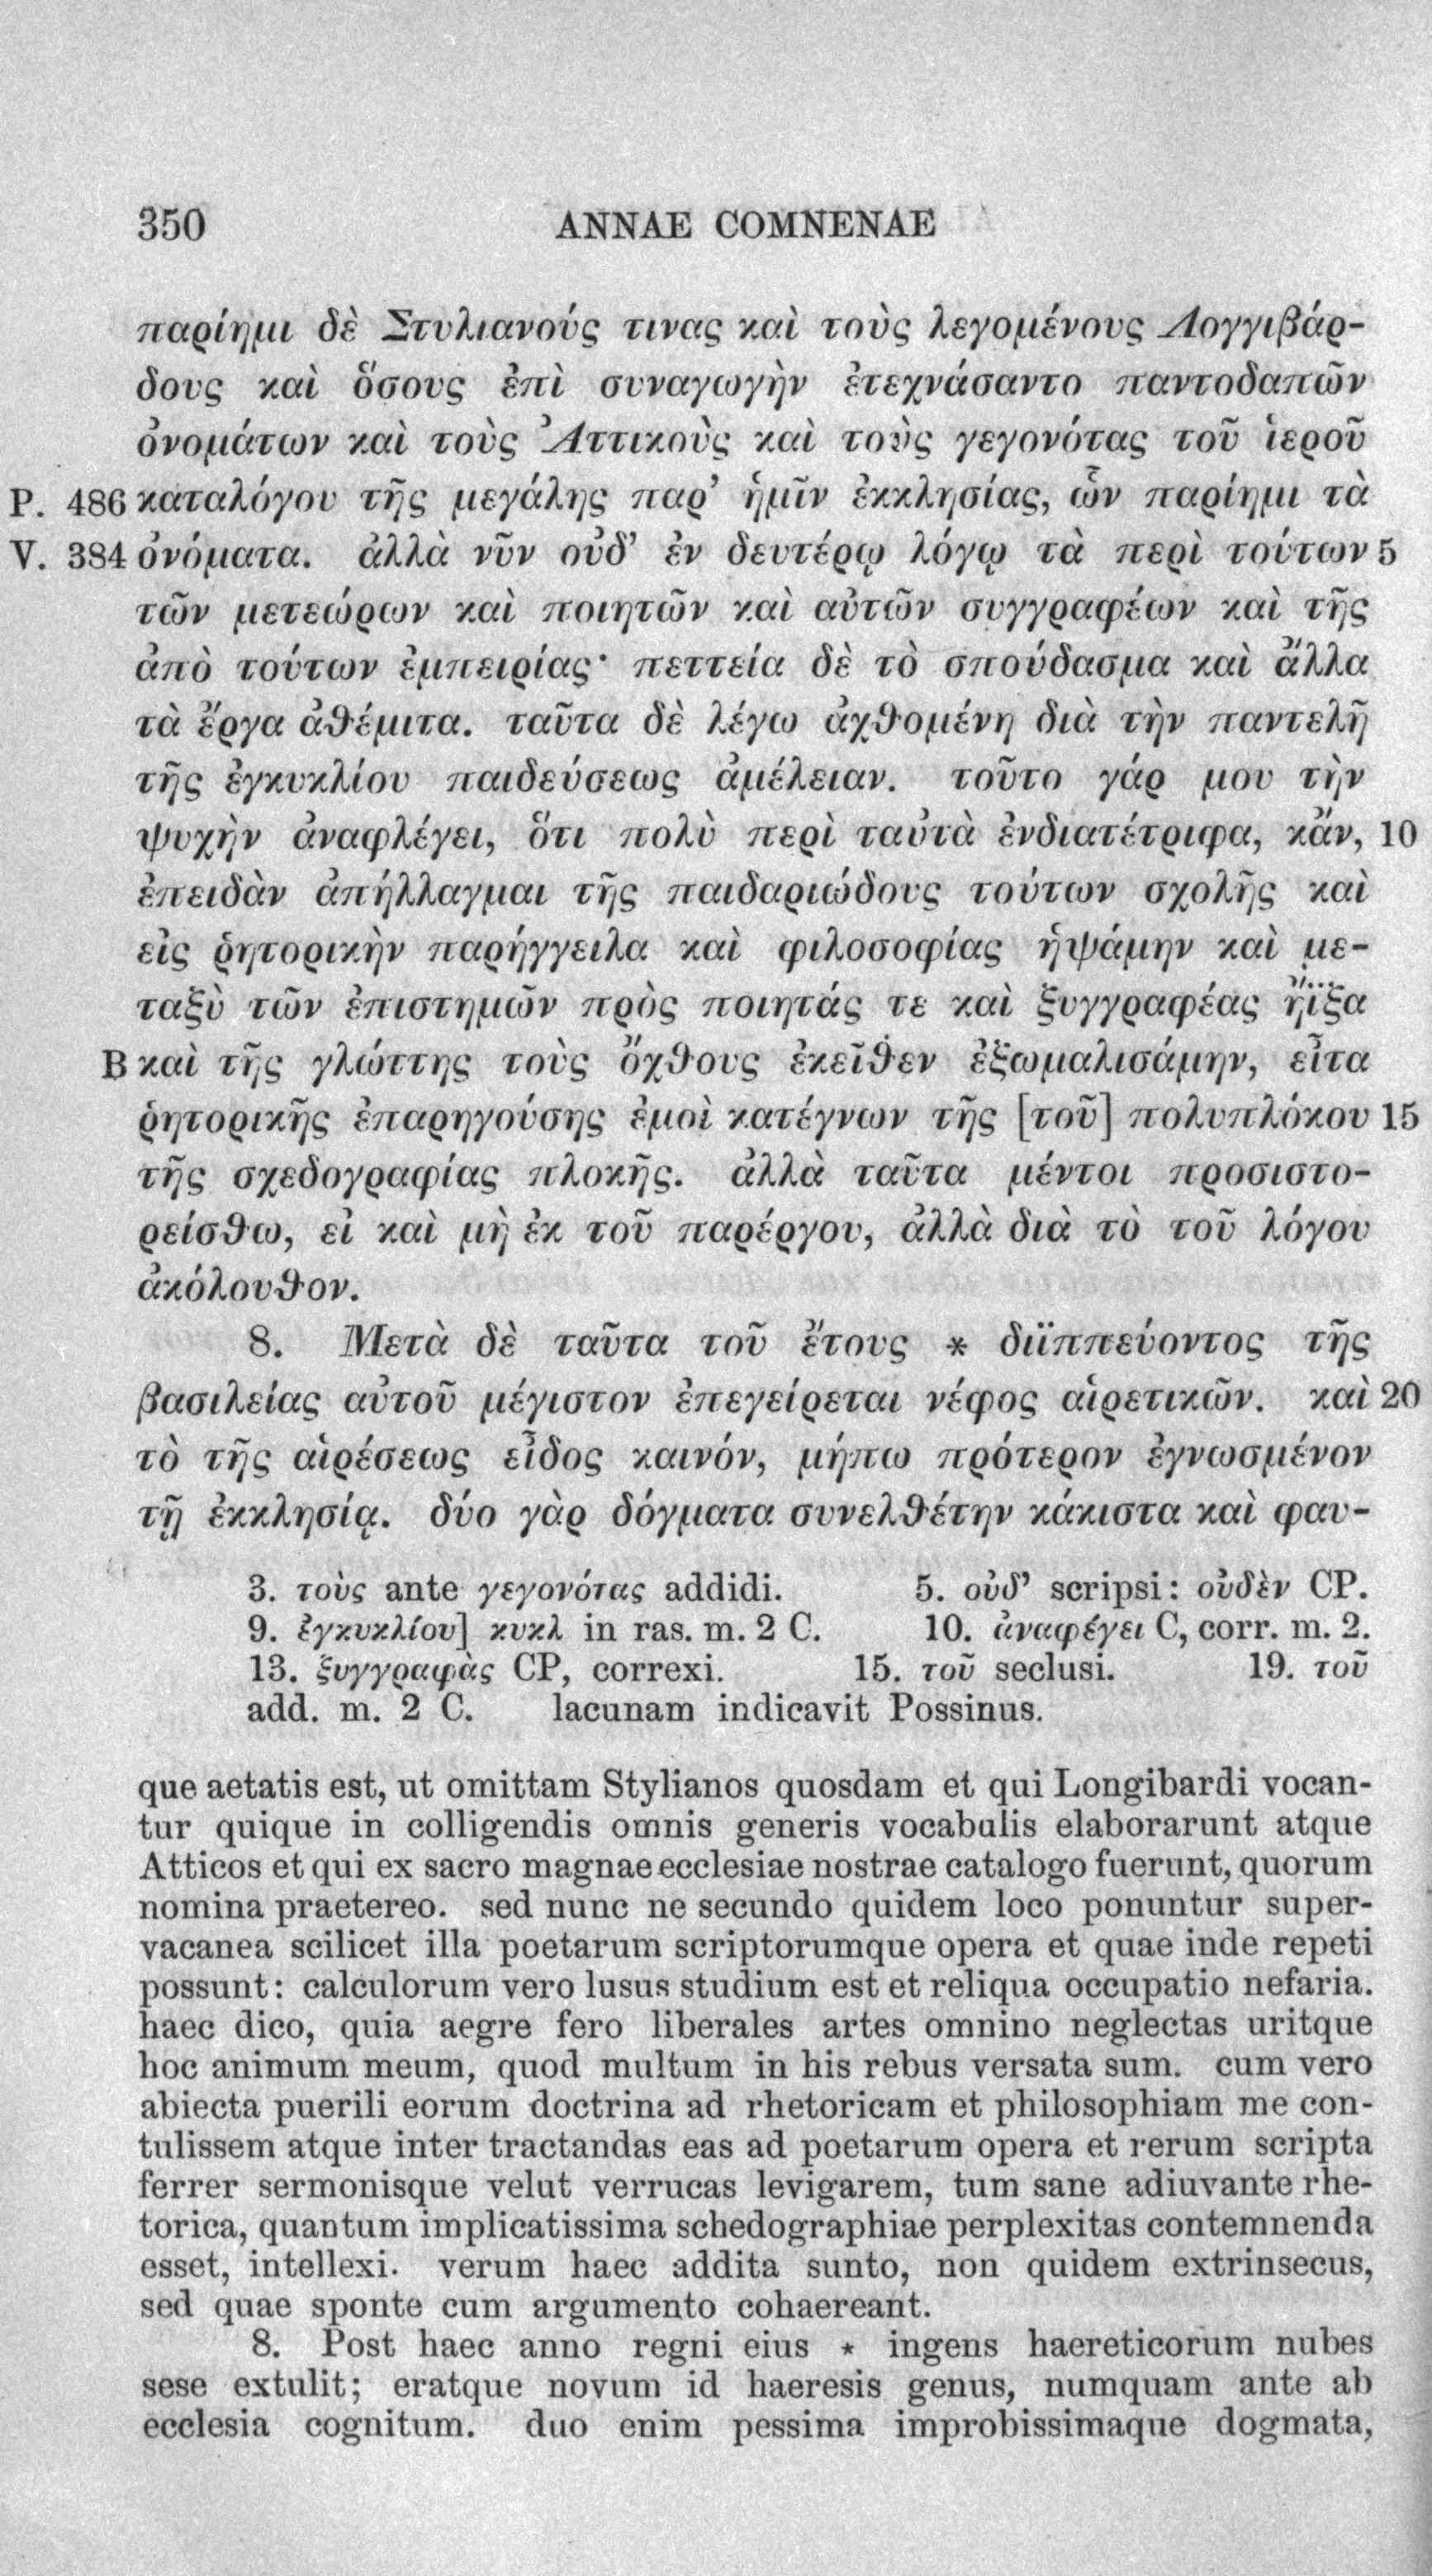 350 ANNAE COMNENAE
παρίημι δὲ Στυλιανούς τινας καὶ τοὺς λεγομένους Λογγιβάρ-
δους καὶ ὅσους ἐπὶ συναγωγὴν ἐτεχνάσαντο παντοδαπῶν
ὀνομάτων καὶ τοὺς Ἀττικοὺς καὶ τοὺς γεγονότας τοῦ ἱεροῦ
P. 486 καταλόγου τῆς μεγάλης παρ’ ἡμῖν ἐκκλησίας, ὧν παρίημι τὰ
V. 384 ὀνόματα. ἀλλὰ νῦν οὐδ’ ἐν δευτέρῳ λόγῳ τὰ περὶ τούτων 5
τῶν μετεώρων καὶ ποιητῶν καὶ αὐτῶν συγγραφέων καὶ τῆς
ἀπὸ τούτων ἐμπειρίας· πεττεία δὲ τὸ σπούδασμα καὶ ἄλλα
τὰ ἔργα ἀθέμιτα. ταῦτα δὲ λέγω ἀχθομένη διὰ τὴν παντελῆ
τῆς ἐγκυκλίου παιδεύσεως ἀμέλειαν. τοῦτο γάρ μου τὴν
ψυχὴν ἀναφλέγει, ὅτι πολὺ περὶ ταὐτὰ ἐνδιατέτριφα, κἄν, 10
ἐπειδὰν ἀπήλλαγμαι τῆς παιδαριώδους τούτων σχολῆς καὶ
εἰς ῥητορικὴν παρήγγειλα καὶ φιλοσοφίας ἡψάμην καὶ με-
ταξὺ τῶν ἐπιστημῶν πρὸς ποιητάς τε καὶ ξυγγραφέας ἤϊξα
B καὶ τῆς γλώττης τοὺς ὄχθους ἐκεῖθεν ἐξωμαλισάμην, εἶτα
ῥητορικῆς ἐπαρηγούσης ἐμοὶ κατέγνων τῆς [τοῦ] πολυπλόκου 15
τῆς σχεδογραφίας πλοκῆς. ἀλλὰ ταῦτα μέντοι προσιστο-
ρείσθω, εἰ καὶ μὴ ἐκ τοῦ παρέργου, ἀλλὰ διὰ τὸ τοῦ λόγου
ἀκόλουθον.
8. Μετὰ δὲ ταῦτα τοῦ ἔτους * διϊππεύοντος τῆς
βασιλείας αὐτοῦ μέγιστον ἐπεγείρεται νέφος αἱρετικῶν. καὶ 20
τὸ τῆς αἱρέσεως εἶδος καινόν, μήπω πρότερον ἐγνωσμένον
τῇ ἐκκλησίᾳ. δύο γὰρ δόγματα συνελθέτην κάκιστα καὶ φαυ-
3. τοὺς ante γεγονότας addidi. 5. οὐδ’ scripsi: οὐδὲν CP.
9. ἐγκυκλίου] κυκλ in ras. m. 2 C. 10. ἀναφέγει C, corr. m. 2.
13. ξυγγραφὰς CP, correxi. 15. τοῦ seclusi. 19. τοῦ
add. m. 2 C. lacunam indicavit Possinus.
que aetatis est, ut omittam Stylianos quosdam et qui Longibardi vocan-
tur quique in colligendis omnis generis vocabulis elaborarunt atque
Atticos et qui ex sacro magnae ecclesiae nostrae catalogo fuerunt, quorum
nomina praetereo. sed nunc ne secundo quidem loco ponuntur super-
vacanea scilicet illa poetarum scriptorumque opera et quae inde repeti
possunt: calculorum vero lusus studium est et reliqua occupatio nefaria.
haec dico, quia aegre fero liberales artes omnino neglectas uritque
hoc animum meum, quod multum in his rebus versata sum. cum vero
abiecta puerili eorum doctrina ad rhetoricam et philosophiam me con-
tulissem atque inter tractandas eas ad poetarum opera et rerum scripta
ferrer sermonisque velut verrucas levigarem, tum sane adiuvante rhe-
torica, quantum implicatissima schedographiae perplexitas contemnenda
esset, intellexi. verum haec addita sunto, non quidem extrinsecus,
sed quae sponte cum argumento cohaereant.
8. Post haec anno regni eius * ingens haereticorum nubes
sese extulit; eratque novum id haeresis genus, numquam ante ab
ecclesia cognitum. duo enim pessima improbissimaque dogmata,